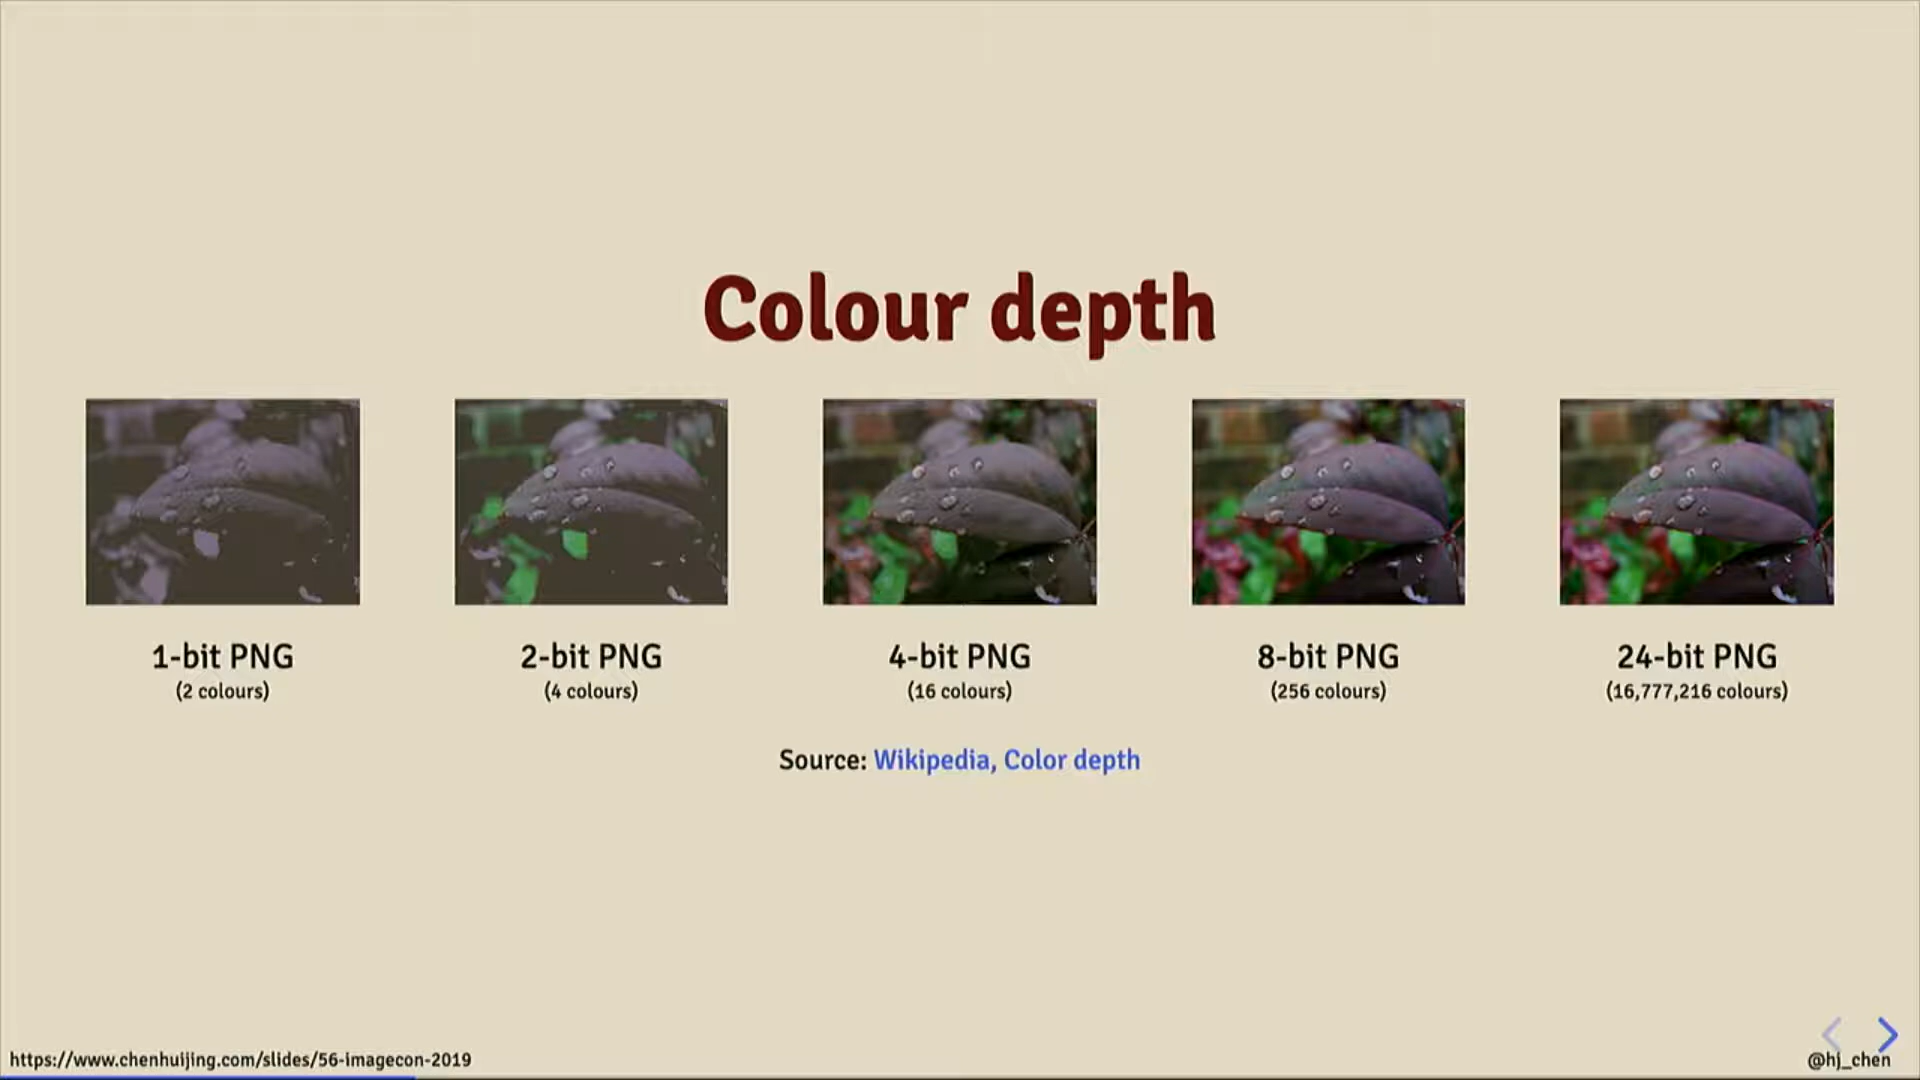 Colour depth
1-bit PNG
(2 colours)
2-bit PNG
(4 colours)
4-bit PNG
(16 colours)
8-bit PNG
(256 colours)
24-bit PNG
(16,777,216 colours)
Source: Wikipedia, Color depth
https://www.chenhuijing.com/slides/56-imagecon-2019
@hj_chen